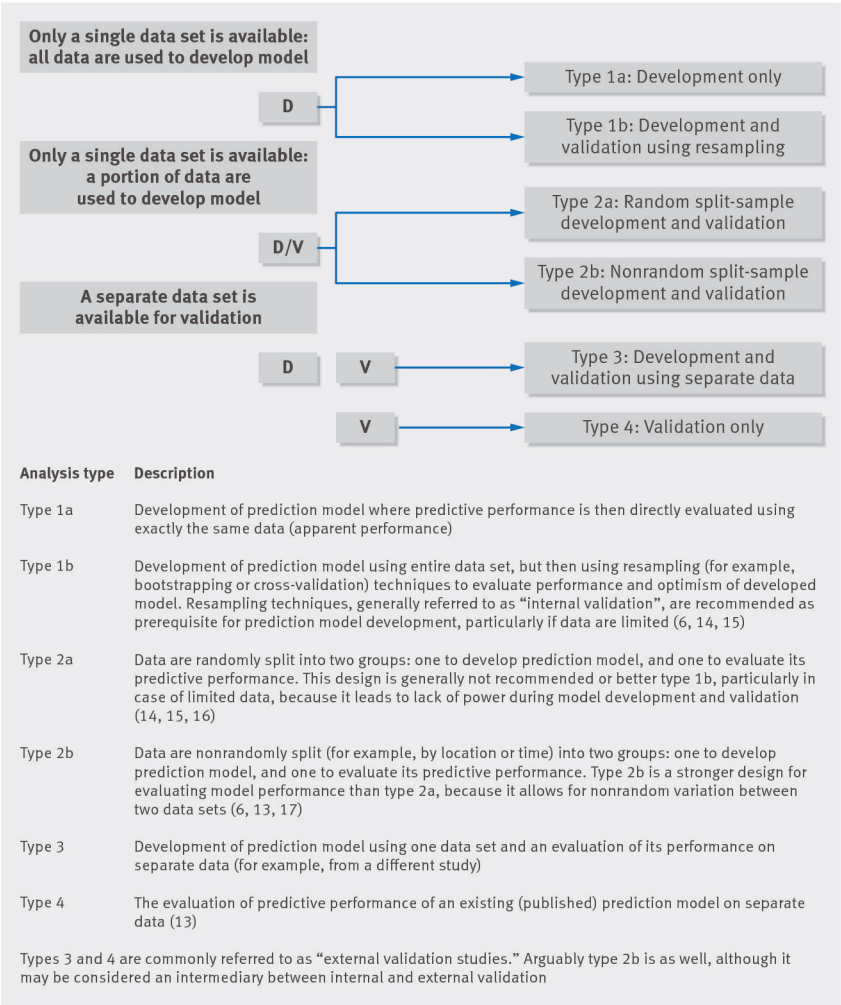 Only a single data set is available:
all data are used to develop model
D
Type 1a: Development only
Type 1b: Development and
validation using resampling
Only a single data set is available:
a portion of data are
used to develop model
D/V
Type 2a: Random split-sample
development and validation
Type 2b: Nonrandom split-sample
development and validation
A separate data set is
available for validation
D
V
Type 3: Development and
validation using separate data
V
Type 4: Validation only
Analysis type Description
Type 1a Development of prediction model where predictive performance is then directly evaluated using
exactly the same data (apparent performance)
Type 1b Development of prediction model using entire data set, but then using resampling (for example,
bootstrapping or cross-validation) techniques to evaluate performance and optimism of developed
model. Resampling techniques, generally referred to as “internal validation”, are recommended as
prerequisite for prediction model development, particularly if data are limited (6, 14, 15)
Type 2a Data are randomly split into two groups: one to develop prediction model, and one to evaluate its
predictive performance. This design is generally not recommended or better type 1b, particularly in
case of limited data, because it leads to lack of power during model development and validation
(14, 15, 16)
Type 2b Data are nonrandomly split (for example, by location or time) into two groups: one to develop
prediction model, and one to evaluate its predictive performance. Type 2b is a stronger design for
evaluating model performance than type 2a, because it allows for nonrandom variation between
two data sets (6, 13, 17)
Type 3 Development of prediction model using one data set and an evaluation of its performance on
separate data (for example, from a different study)
Type 4 The evaluation of predictive performance of an existing (published) prediction model on separate
data (13)
Types 3 and 4 are commonly referred to as “external validation studies.” Arguably type 2b is as well, although it
may be considered an intermediary between internal and external validation